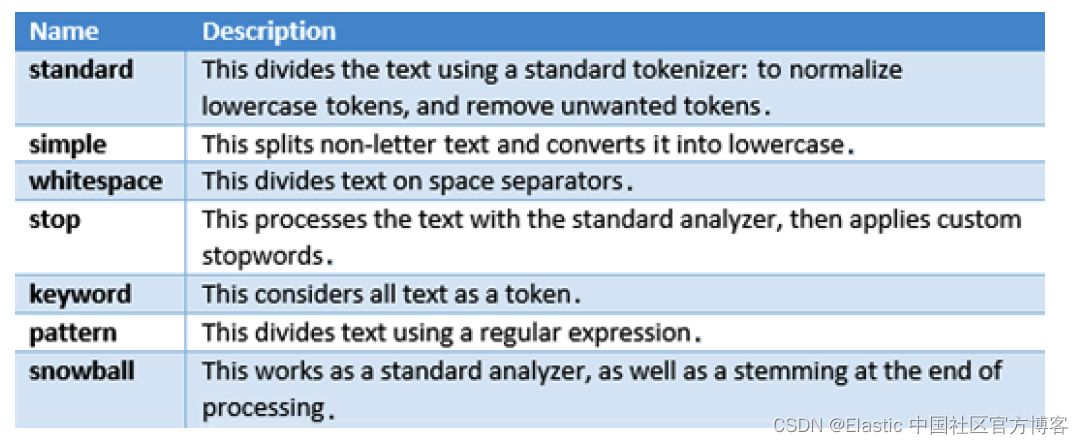 Name Description
standard This divides the text using a standard tokenizer: to normalize
lowercase tokens, and remove unwanted tokens.
simple This splits non-letter text and converts it into lowercase.
whitespace This divides text on space separators.
stop This processes the text with the standard analyzer, then applies custom
stopwords.
keyword This considers all text as a token.
pattern This divides text using a regular expression.
snowball This works as a standard analyzer, as well as a stemming at the end of
processing.
CSDN @Elastic 中国社区官方博客